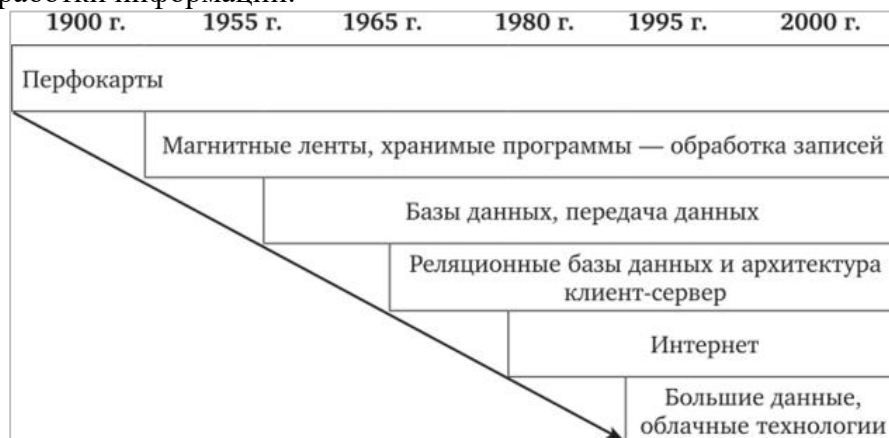 1900 г. 1955 г. 1965 г. 1980 г. 1995 г. 2000 г.
Перфокарты
Магнитные ленты, хранимые программы — обработка записей
Базы данных, передача данных
Реляционные базы данных и архитектура
клиент-сервер
Интернет
Большие данные,
облачные технологии